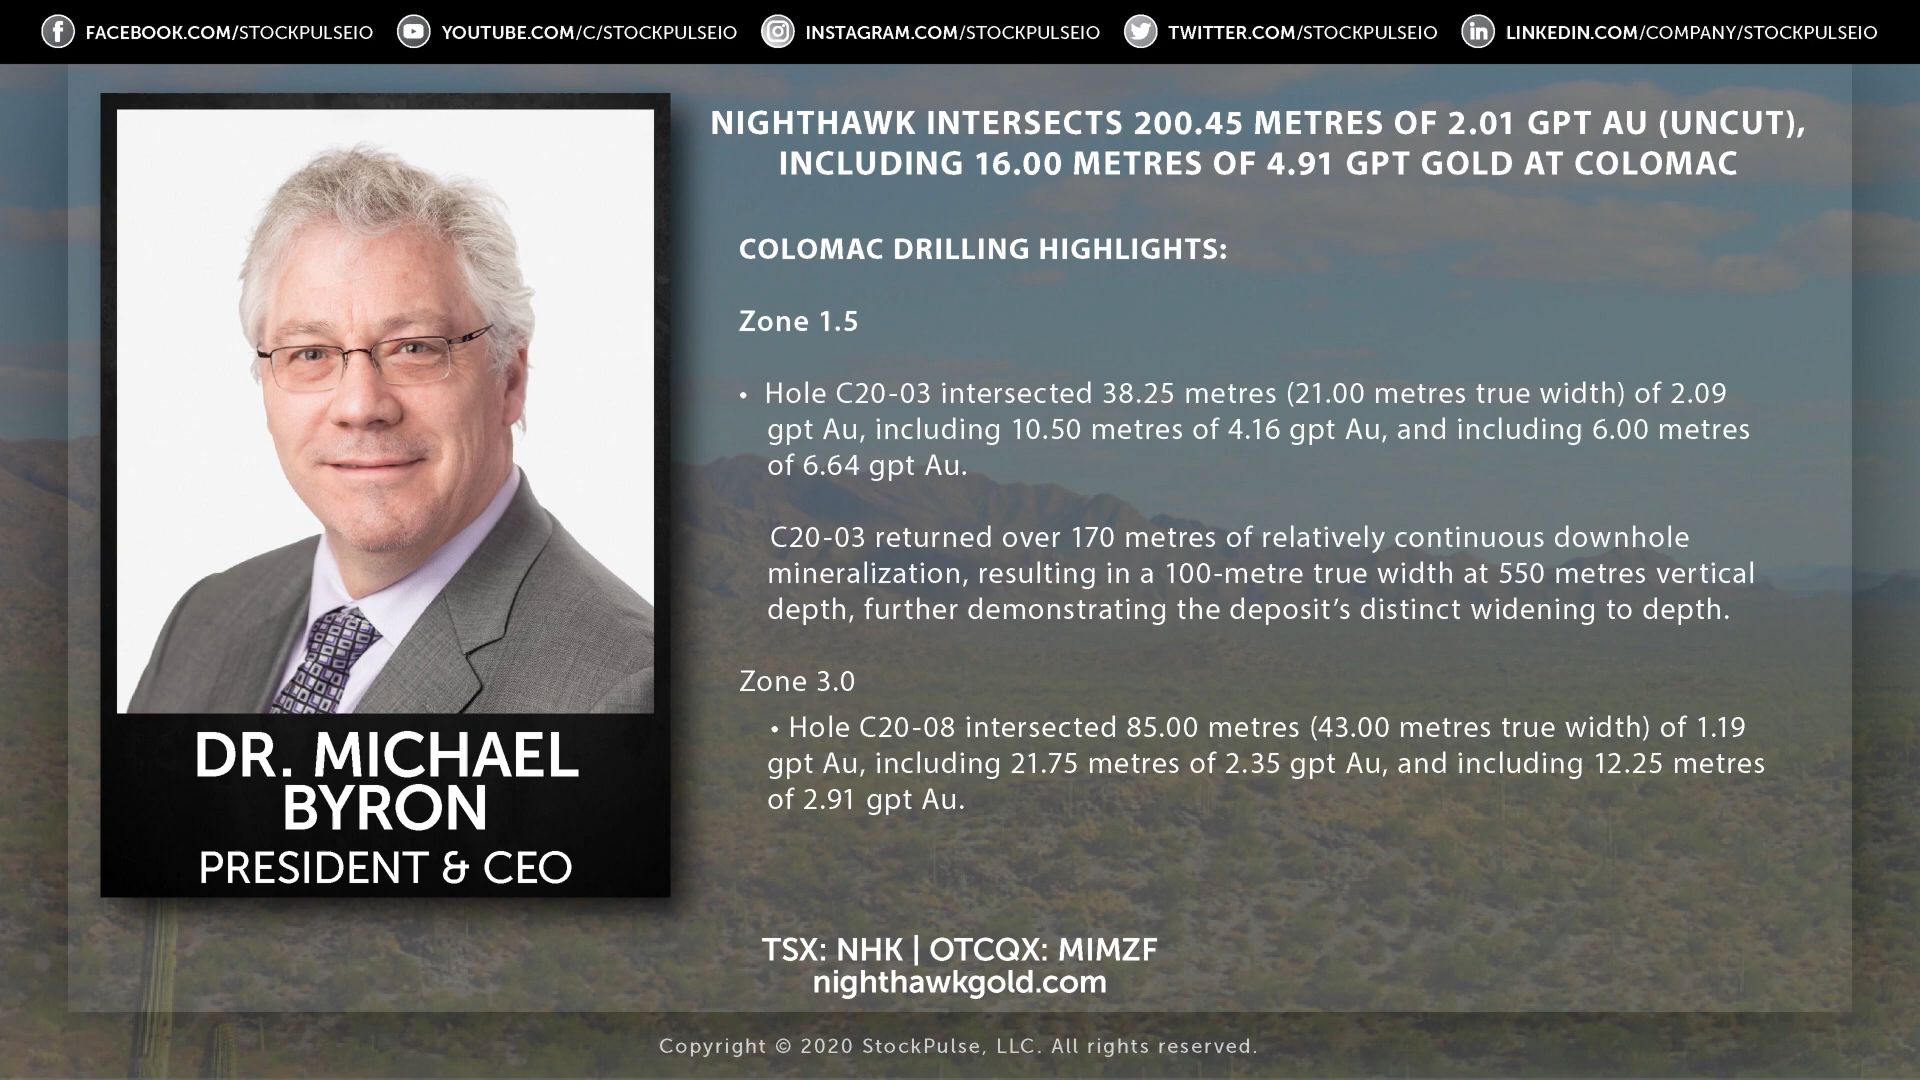 FACEBOOK.COM/STOCKPULSEIO YOUTUBE.COM/C/STOCKPULSEIO INSTAGRAM.COM/STOCKPULSEIO TWITTER.COM/STOCKPULSEIO LINKEDIN.COM/COMPANY/STOCKPULSEIO
DR. MICHAEL
BYRON
PRESIDENT & CEO
NIGHTHAWK INTERSECTS 200.45 METRES OF 2.01 GPT AU (UNCUT),
INCLUDING 16.00 METRES OF 4.91 GPT GOLD AT COLOMAC
COLOMAC DRILLING HIGHLIGHTS:
Zone 1.5
• Hole C20-03 intersected 38.25 metres (21.00 metres true width) of 2.09
gpt Au, including 10.50 metres of 4.16 gpt Au, and including 6.00 metres
of 6.64 gpt Au.
C20-03 returned over 170 metres of relatively continuous downhole
mineralization, resulting in a 100-metre true width at 550 metres vertical
depth, further demonstrating the deposit’s distinct widening to depth.
Zone 3.0
• Hole C20-08 intersected 85.00 metres (43.00 metres true width) of 1.19
gpt Au, including 21.75 metres of 2.35 gpt Au, and including 12.25 metres
of 2.91 gpt Au.
TSX: NHK | OTCQX: MIMZF
nighthawkgold.com
Copyright © 2020 StockPulse, LLC. All rights reserved.